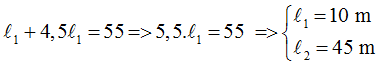 ℓ₁ + 4,5ℓ₁ = 55 => 5,5.ℓ₁ = 55 => { ℓ₁ = 10 m
ℓ₂ = 45 m